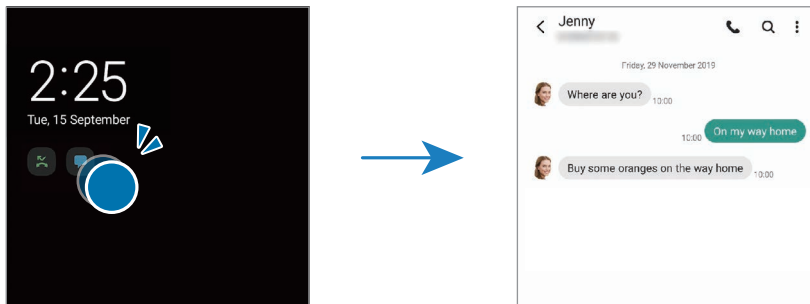 2:25
Tue, 15 September
Jenny
Friday, 29 November 2019
Where are you?
10:00
10:00
On my way home
Buy some oranges on the way home
10:00